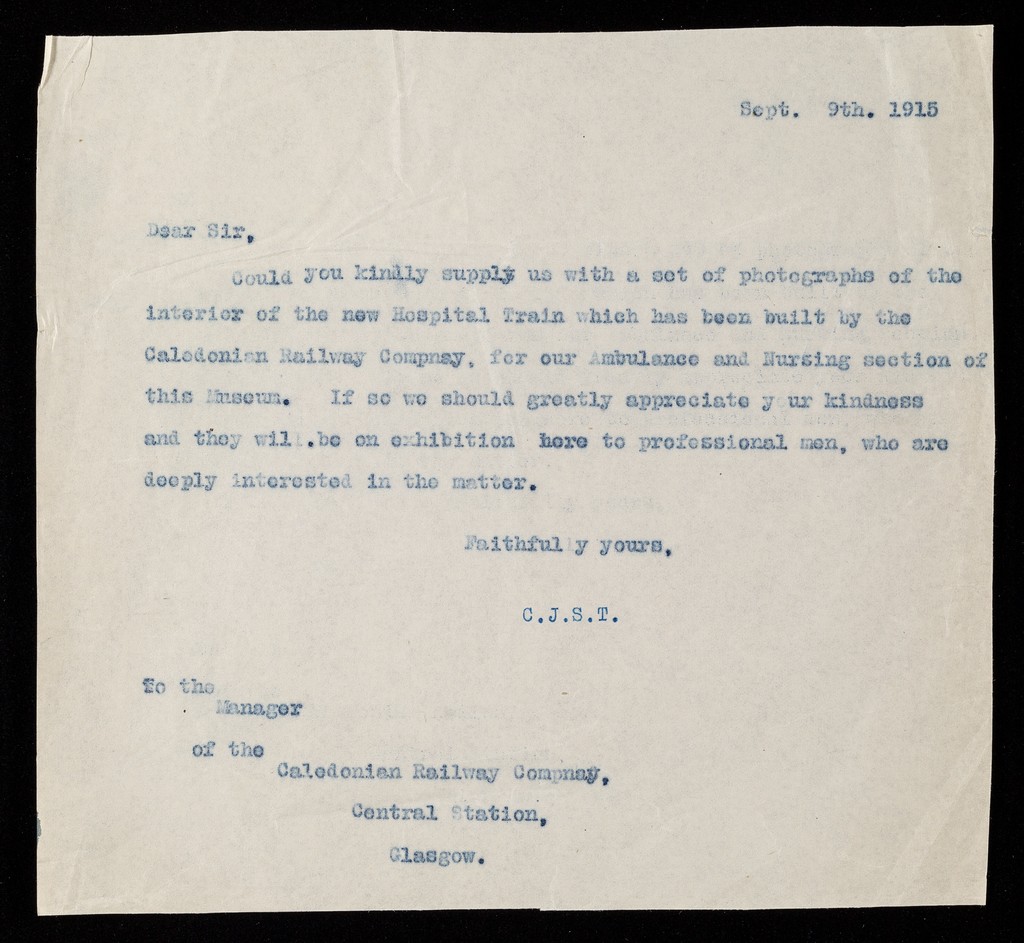 Sept. 9th. 1915
Dear Sir,
Could you kindly supply us with a set of photographs of the
interior of the new Hospital Train which has been built by the
Caledonian Railway Compnay, for our Ambulance and Nursing section of
this Museum. If so we should greatly appreciate y ur kindness
and they will.be on exhibition here to professional men, who are
deeply interested in the matter.
Faithfully yours,
C.J.S.T.
To the
Manager
of the
Caledonian Railway Compnay,
Central Station,
Glasgow.